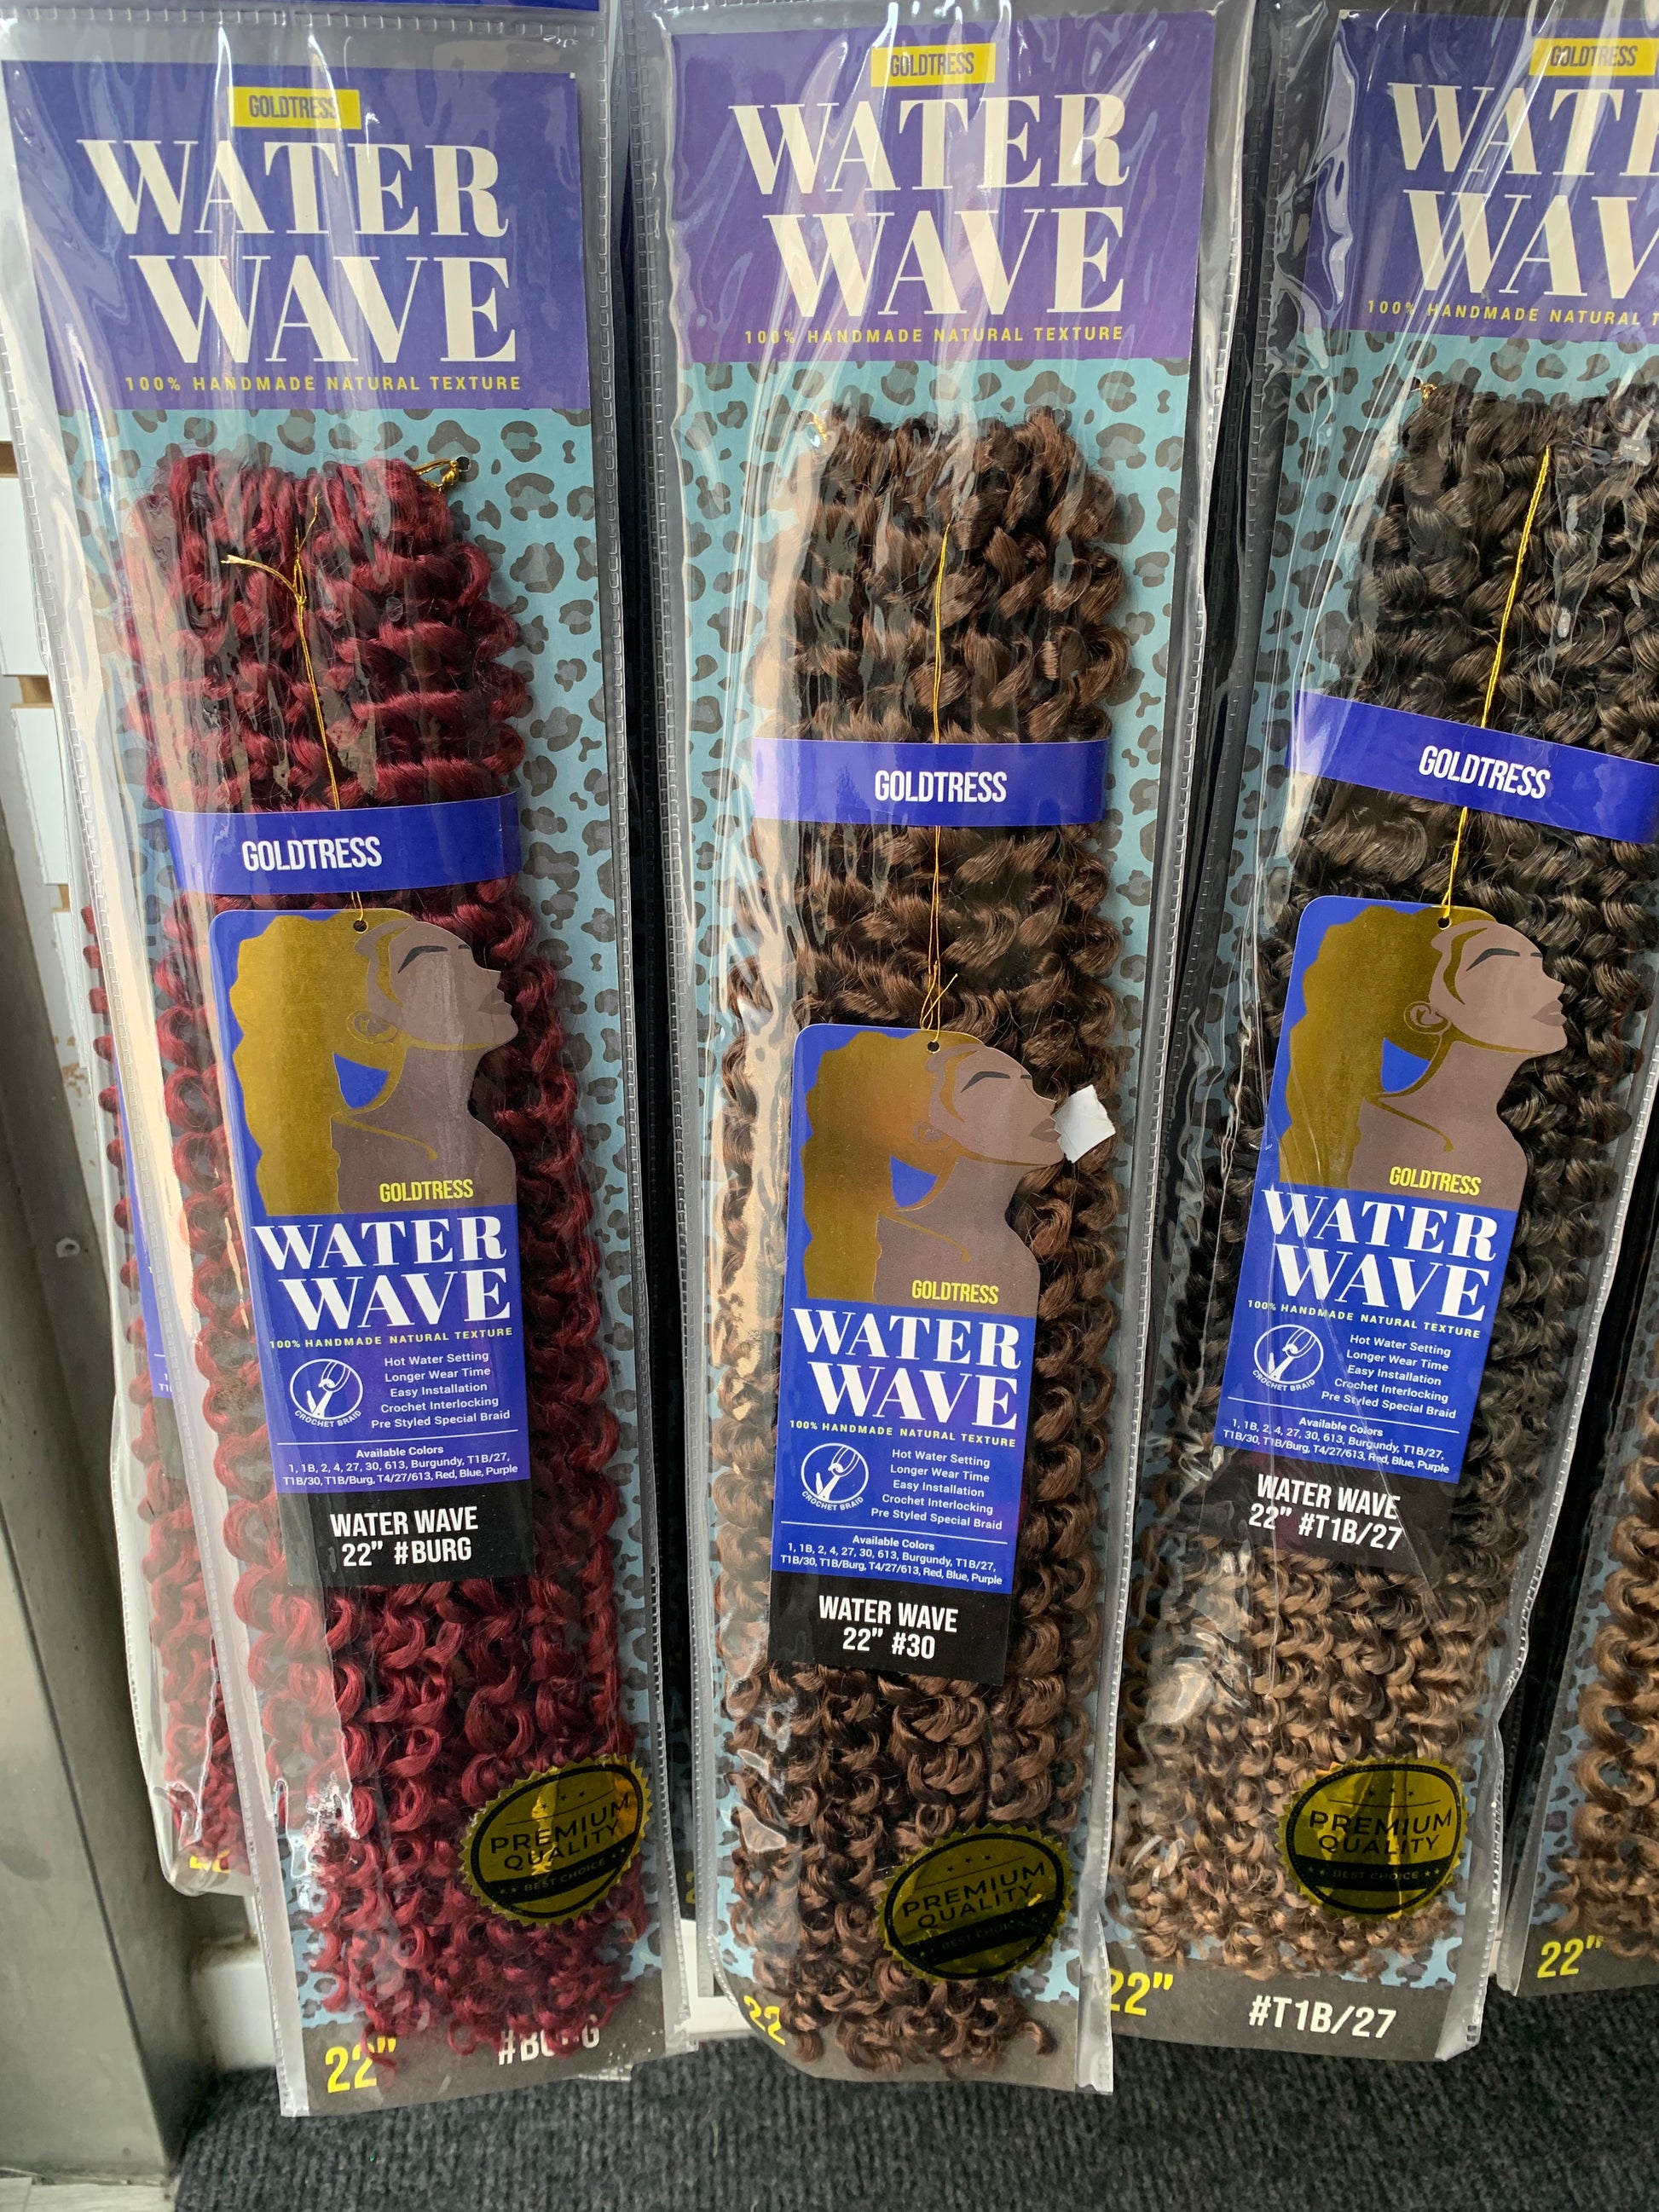 GOLDTRESS
WATER
WAVE
100% HANDMADE NATURAL TEXTURE
GOLDTRESS
GOLDTRESS
WATER
WAVE
100% HANDMADE NATURAL TEXTURE
Hot Water Setting
Longer Wear Time
Easy Installation
Crochet Interlocking
Pre Styled Special Braid
CROCHET BRAID
Available Colors
1, 1B, 2, 4, 27, 30, 613, Burgundy, T1B/27,
T1B/30, T1B/Burg, T4/27/613, Red, Blue, Purple
WATER WAVE
22" #BURG
PREMIUM
QUALITY
BEST CHOICE
22"
GOLDTRESS
WATER
WAVE
100% HANDMADE NATURAL TEXTURE
GOLDTRESS
GOLDTRESS
WATER
WAVE
100% HANDMADE NATURAL TEXTURE
Hot Water Setting
Longer Wear Time
Easy Installation
Crochet Interlocking
Pre Styled Special Braid
CROCHET BRAID
Available Colors
1, 1B, 2, 4, 27, 30, 613, Burgundy, T1B/27,
T1B/30, T1B/Burg, T4/27/613, Red, Blue, Purple
WATER WAVE
22" #30
PREMIUM
QUALITY
BEST CHOICE
22
GOLDTRESS
WAT
WAV
100% HANDMADE NATURAL
GOLDTRESS
GOLDTRESS
WATER
WAVE
100% HANDMADE NATURAL TEXTURE
Hot Water Setting
Longer Wear Time
Easy Installation
Crochet Interlocking
Pre Styled Special Braid
CROCHET BRAID
Available Colors
1, 1B, 2, 4, 27, 30, 613, Burgundy, T1B/27,
T1B/30, T1B/Burg, T4/27/613, Red, Blue, Purple
WATER WAVE
22" #T1B/27
PREMIUM
QUALITY
BEST CHOICE
22" #T1B/27
22"